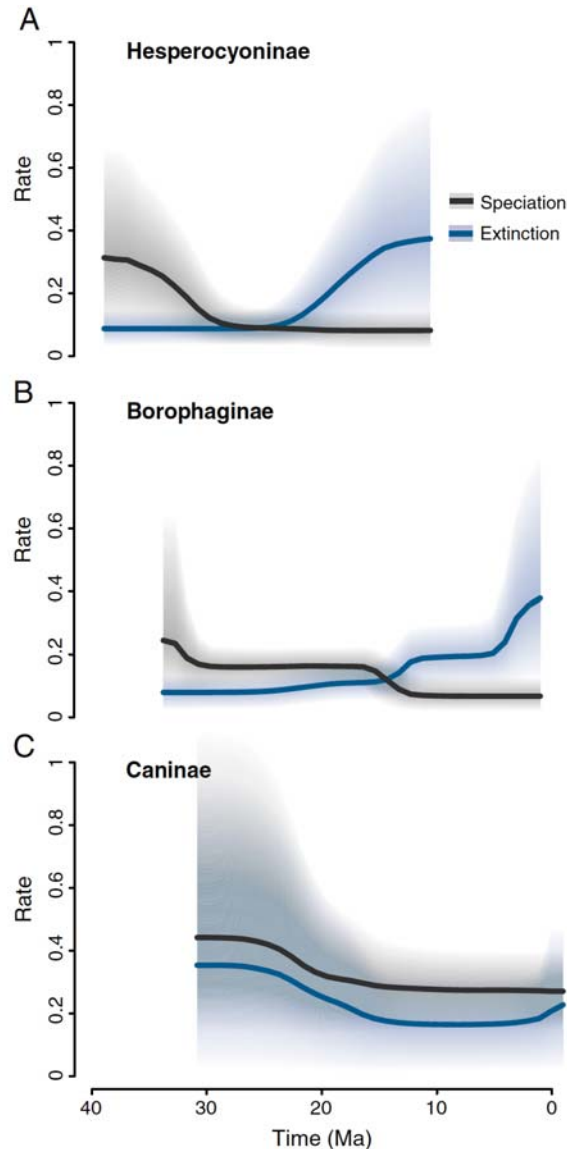 A
Hesperocyoninae
Rate
0 0.2 0.4 0.6 0.8 1
Speciation
Extinction
B
Borophaginae
Rate
0 0.2 0.4 0.6 0.8 1
C
Caninae
Rate
0 0.2 0.4 0.6 0.8 1
40 30 20 10 0
Time (Ma)